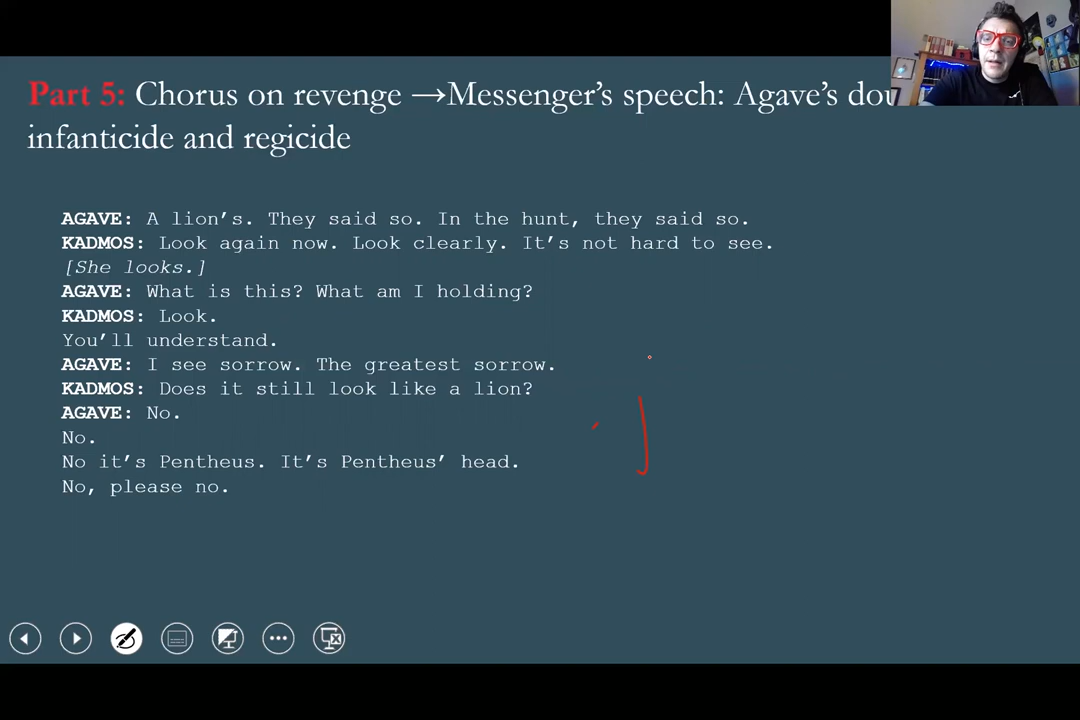 Part 5: Chorus on revenge →Messenger's speech: Agave's dou
infanticide and regicide
AGAVE: A lion's. They said so. In the hunt, they said so.
KADMOS: Look again now. Look clearly. It's not hard to see.
[She looks.]
AGAVE: What is this? What am I holding?
KADMOS: Look.
You'll understand.
AGAVE: I see sorrow. The greatest sorrow.
KADMOS: Does it still look like a lion?
AGAVE: No.
No.
No it's Pentheus. It's Pentheus' head.
No, please no.